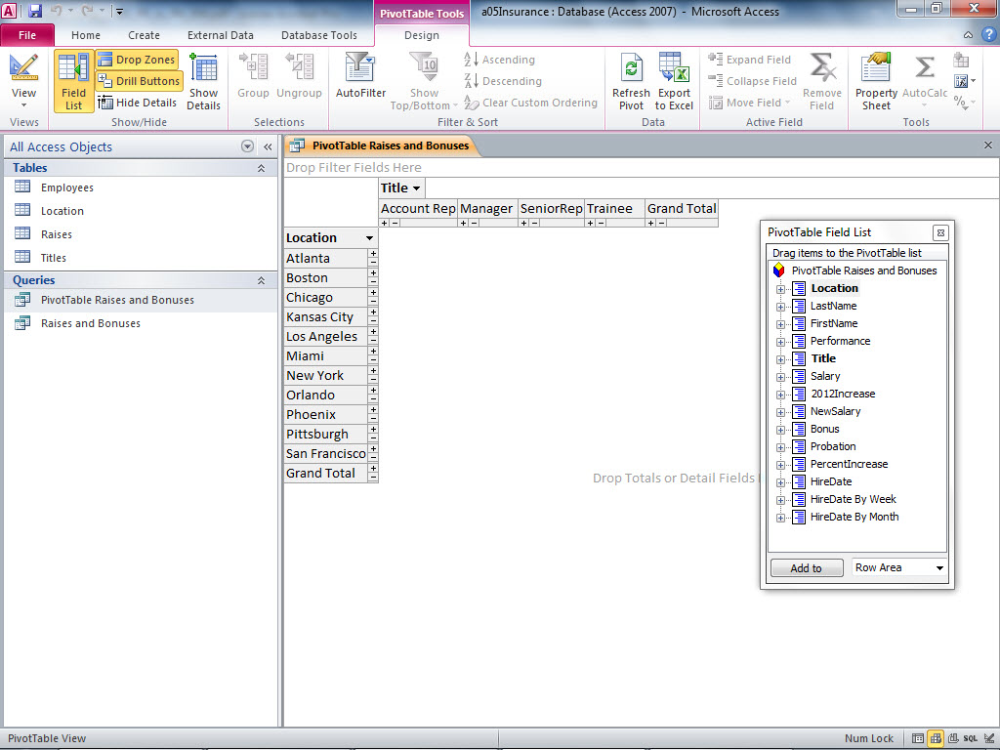 PivotTable Tools
a05Insurance : Database (Access 2007) - Microsoft Access
File Home Create External Data Database Tools Design
View
Views
Field List
Drop Zones
Drill Buttons
Hide Details
Show Details
Show/Hide
Group
Ungroup
Selections
AutoFilter
Show Top/Bottom
Ascending
Descending
Clear Custom Ordering
Filter & Sort
Refresh Pivot
Export to Excel
Data
Expand Field
Collapse Field
Move Field
Remove Field
Active Field
Property Sheet
AutoCalc
Tools
All Access Objects
Tables
Employees
Location
Raises
Titles
Queries
PivotTable Raises and Bonuses
Raises and Bonuses
PivotTable Raises and Bonuses
Drop Filter Fields Here
Title
Account Rep Manager SeniorRep Trainee Grand Total
Location
Atlanta
Boston
Chicago
Kansas City
Los Angeles
Miami
New York
Orlando
Phoenix
Pittsburgh
San Francisco
Grand Total
Drop Totals or Detail Fields
PivotTable Field List
Drag items to the PivotTable list
PivotTable Raises and Bonuses
Location
LastName
FirstName
Performance
Title
Salary
2012Increase
NewSalary
Bonus
Probation
PercentIncrease
HireDate
HireDate By Week
HireDate By Month
Add to Row Area
PivotTable View
Num Lock
SQL